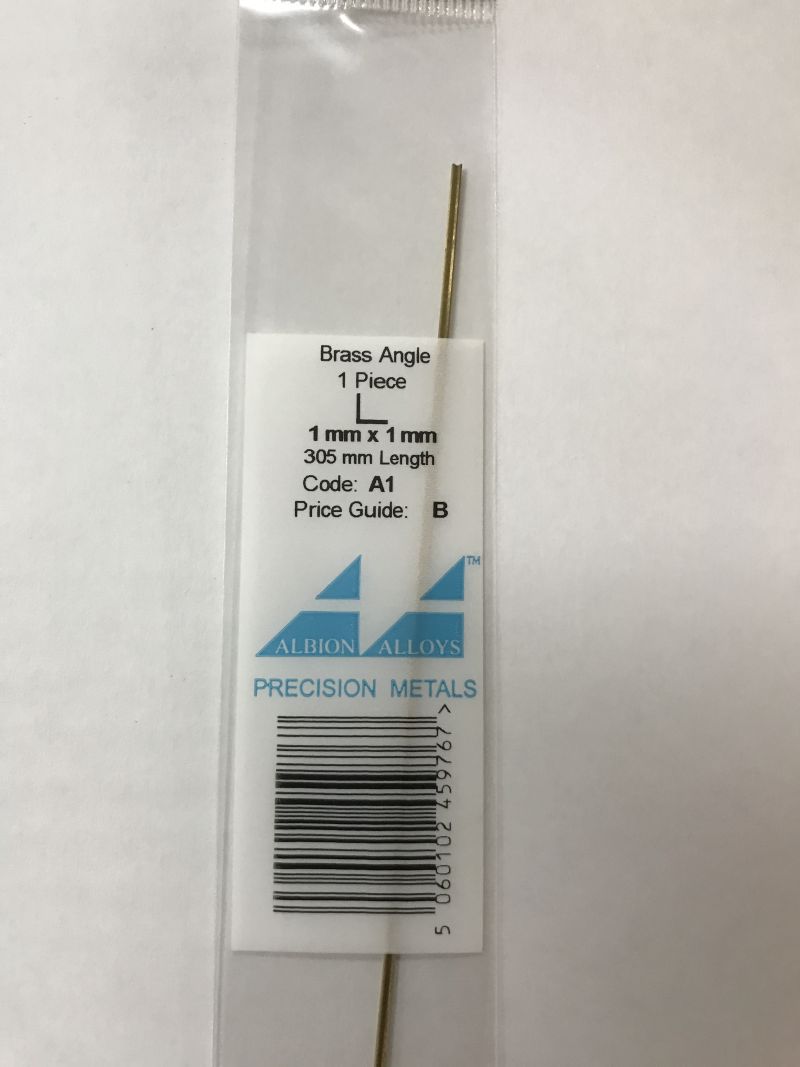 Brass Angle
1 Piece
1 mm x 1 mm
305 mm Length
Code: A1
Price Guide: B
TM
ALBION ALLOYS
PRECISION METALS
5 060102 459767 >